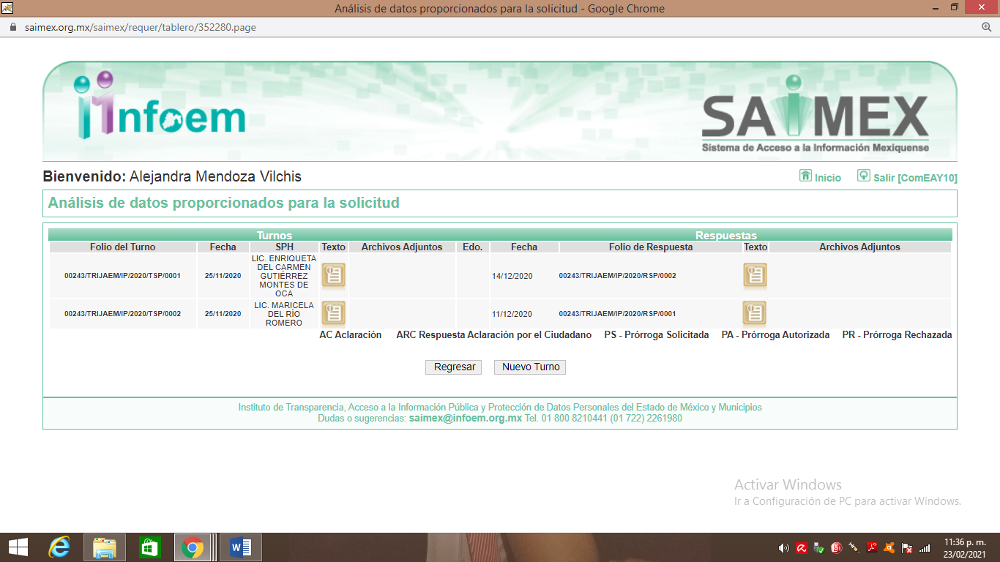 Análisis de datos proporcionados para la solicitud - Google Chrome
saimex.org.mx/saimex/requer/tablero/352280.page
infoem
SAIMEX
Sistema de Acceso a la Información Mexiquense
Bienvenido: Alejandra Mendoza Vilchis
Inicio Salir [ComEAY10]
Análisis de datos proporcionados para la solicitud
Turnos Respuestas
Folio del Turno Fecha SPH Texto Archivos Adjuntos Edo. Fecha Folio de Respuesta Texto Archivos Adjuntos
00243/TRIJAEM/IP/2020/TSP/0001 25/11/2020 LIC. ENRIQUETA
DEL CARMEN
GUTIÉRREZ
MONTES DE
OCA
14/12/2020 00243/TRIJAEM/IP/2020/RSP/0002
00243/TRIJAEM/IP/2020/TSP/0002 25/11/2020 LIC. MARICELA
DEL RÍO
ROMERO
11/12/2020 00243/TRIJAEM/IP/2020/RSP/0001
AC Aclaración ARC Respuesta Aclaración por el Ciudadano PS - Prórroga Solicitada PA - Prórroga Autorizada PR - Prórroga Rechazada
Regresar Nuevo Turno
Instituto de Transparencia, Acceso a la Información Pública y Protección de Datos Personales del Estado de México y Municipios
Dudas o sugerencias: saimex@infoem.org.mx Tel. 01 800 8210441 (01 722) 2261980
Activar Windows
Ir a Configuración de PC para activar Windows.
11:36 p. m.
23/02/2021